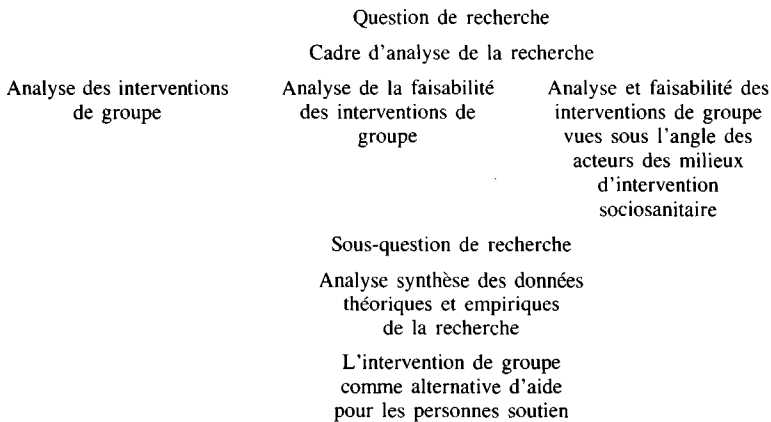 Question de recherche
Cadre d'analyse de la recherche
Analyse des interventions
de groupe
Analyse de la faisabilité
des interventions de
groupe
Analyse et faisabilité des
interventions de groupe
vues sous l'angle des
acteurs des milieux
d'intervention
sociosanitaire
Sous-question de recherche
Analyse synthèse des données
théoriques et empiriques
de la recherche
L'intervention de groupe
comme alternative d'aide
pour les personnes soutien